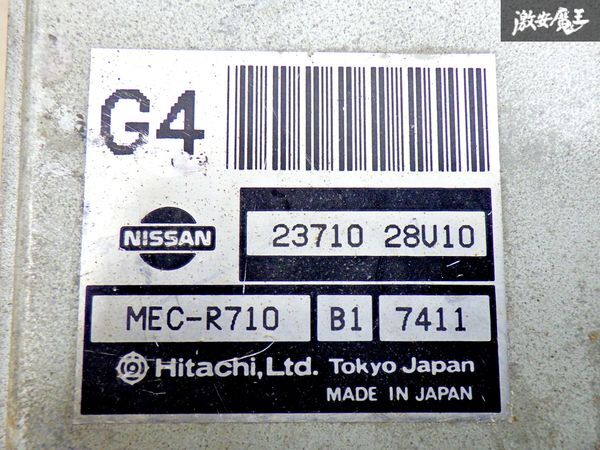 激安魔王
G4
NISSAN
23710 28V10
MEC-R710 B1 7411
Hitachi, Ltd. Tokyo Japan
MADE IN JAPAN